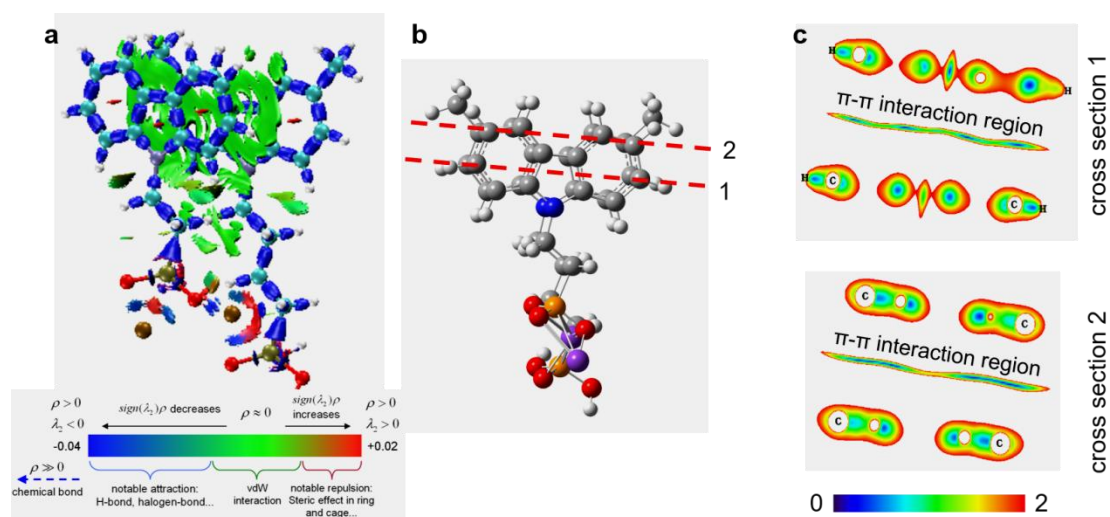 a
b
c
2
1
H
H
π-π interaction region
H
C
C
H
cross section 1
C
C
π-π interaction region
C
C
cross section 2
0
2
ρ > 0
λ₂ < 0
-0.04
sign(λ₂)ρ decreases
ρ ≈ 0
sign(λ₂)ρ
increases
ρ > 0
λ₂ > 0
+0.02
ρ ≫ 0
chemical bond
notable attraction:
H-bond, halogen-bond...
vdW
interaction
notable repulsion:
Steric effect in ring
and cage...